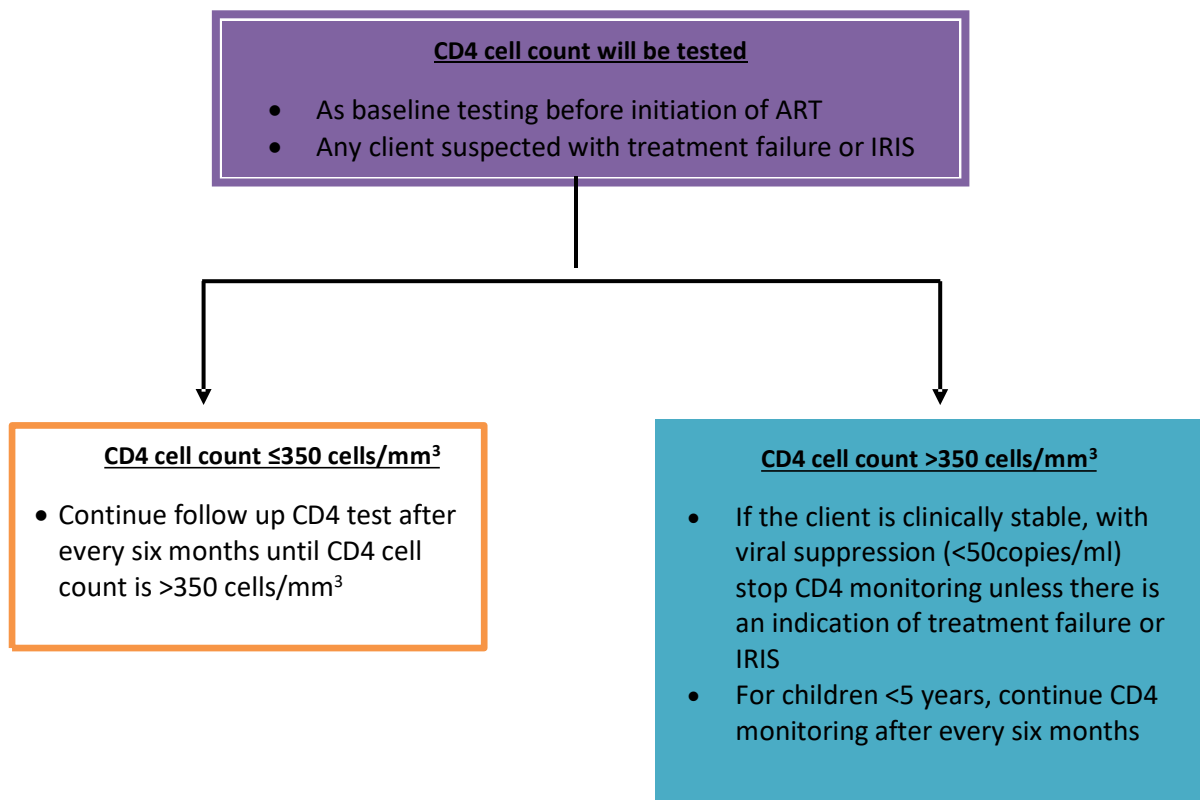 CD4 cell count will be tested
• As baseline testing before initiation of ART
• Any client suspected with treatment failure or IRIS
CD4 cell count ≤350 cells/mm³
• Continue follow up CD4 test after
every six months until CD4 cell
count is >350 cells/mm³
CD4 cell count >350 cells/mm³
• If the client is clinically stable, with
viral suppression (<50copies/ml)
stop CD4 monitoring unless there is
an indication of treatment failure or
IRIS
• For children <5 years, continue CD4
monitoring after every six months